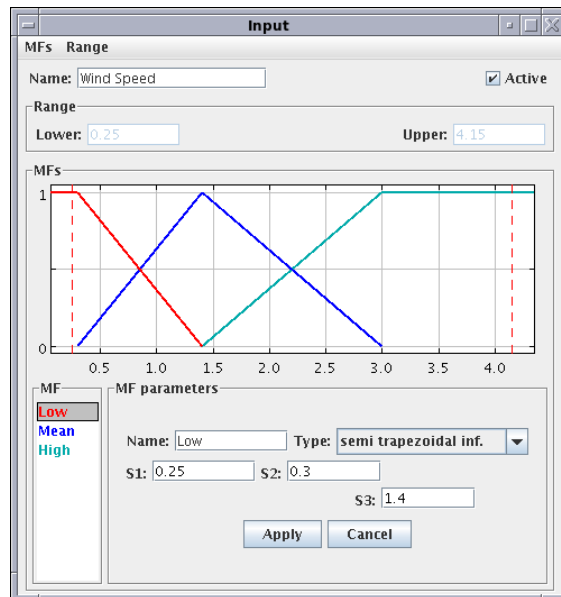 Input
MFs Range
Name: Wind Speed Active
Range
Lower: 0.25 Upper: 4.15
MFs
1
0
0.5 1.0 1.5 2.0 2.5 3.0 3.5 4.0
MF
Low
Mean
High
MF parameters
Name: Low Type: semi trapezoidal inf.
S1: 0.25 S2: 0.3
S3: 1.4
Apply Cancel